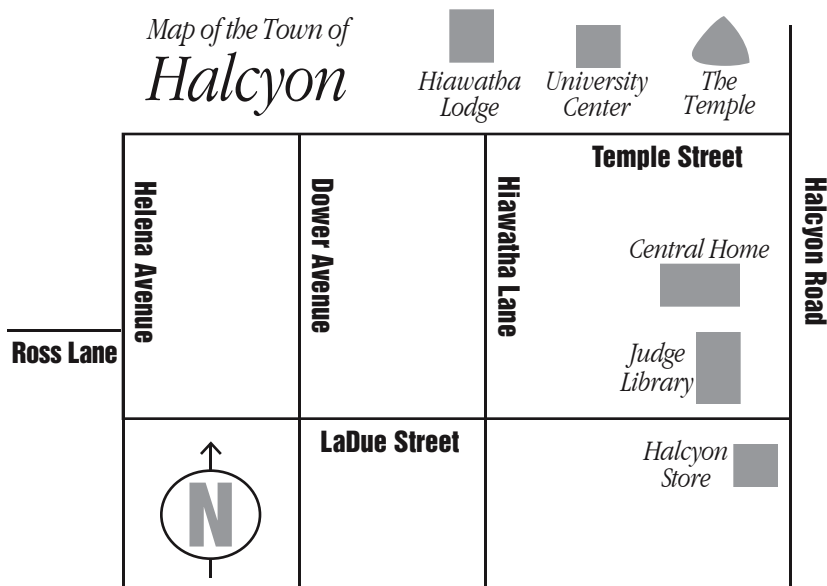 Map of the Town of
Halcyon
Hiawatha
Lodge
University
Center
The
Temple
Temple Street
Helena Avenue
Dower Avenue
Hiawatha Lane
Halcyon Road
Central Home
Ross Lane
Judge
Library
LaDue Street
Halcyon
Store
N